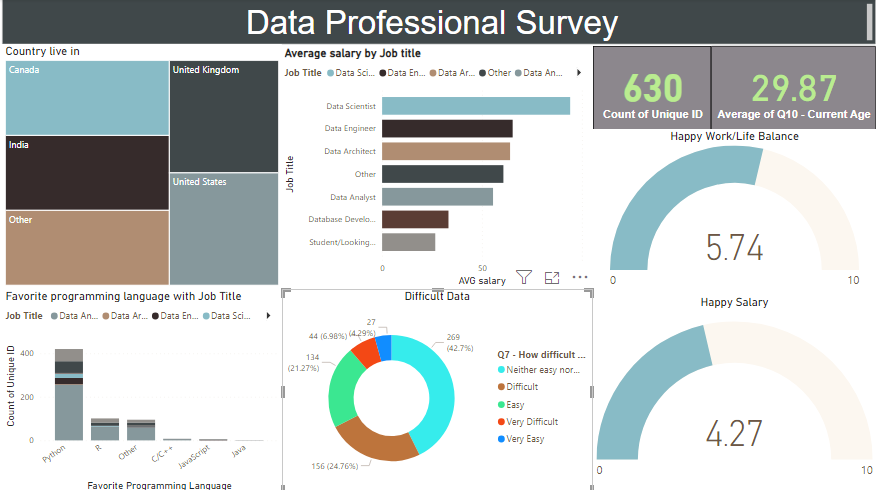 Data Professional Survey
Country live in
Canada
United Kingdom
India
United States
Other
Average salary by Job title
Job Title Data Sci... Data En... Data Ar... Other Data An...
Job Title
Data Scientist
Data Engineer
Data Architect
Other
Data Analyst
Database Develo...
Student/Looking...
0 50
AVG salary
630
Count of Unique ID
29.87
Average of Q10 - Current Age
Happy Work/Life Balance
5.74
0 10
Favorite programming language with Job Title
Job Title Data An... Data Ar... Data En... Data Sci...
Count of Unique ID
400
200
0
Python R Other C/C++ JavaScript Java
Favorite Programming Language
Difficult Data
27
(4.29%)
44 (6.98%)
269
(42.7%)
134
(21.27%)
156 (24.76%)
Q7 - How difficult ...
Neither easy nor...
Difficult
Easy
Very Difficult
Very Easy
Happy Salary
4.27
0 10